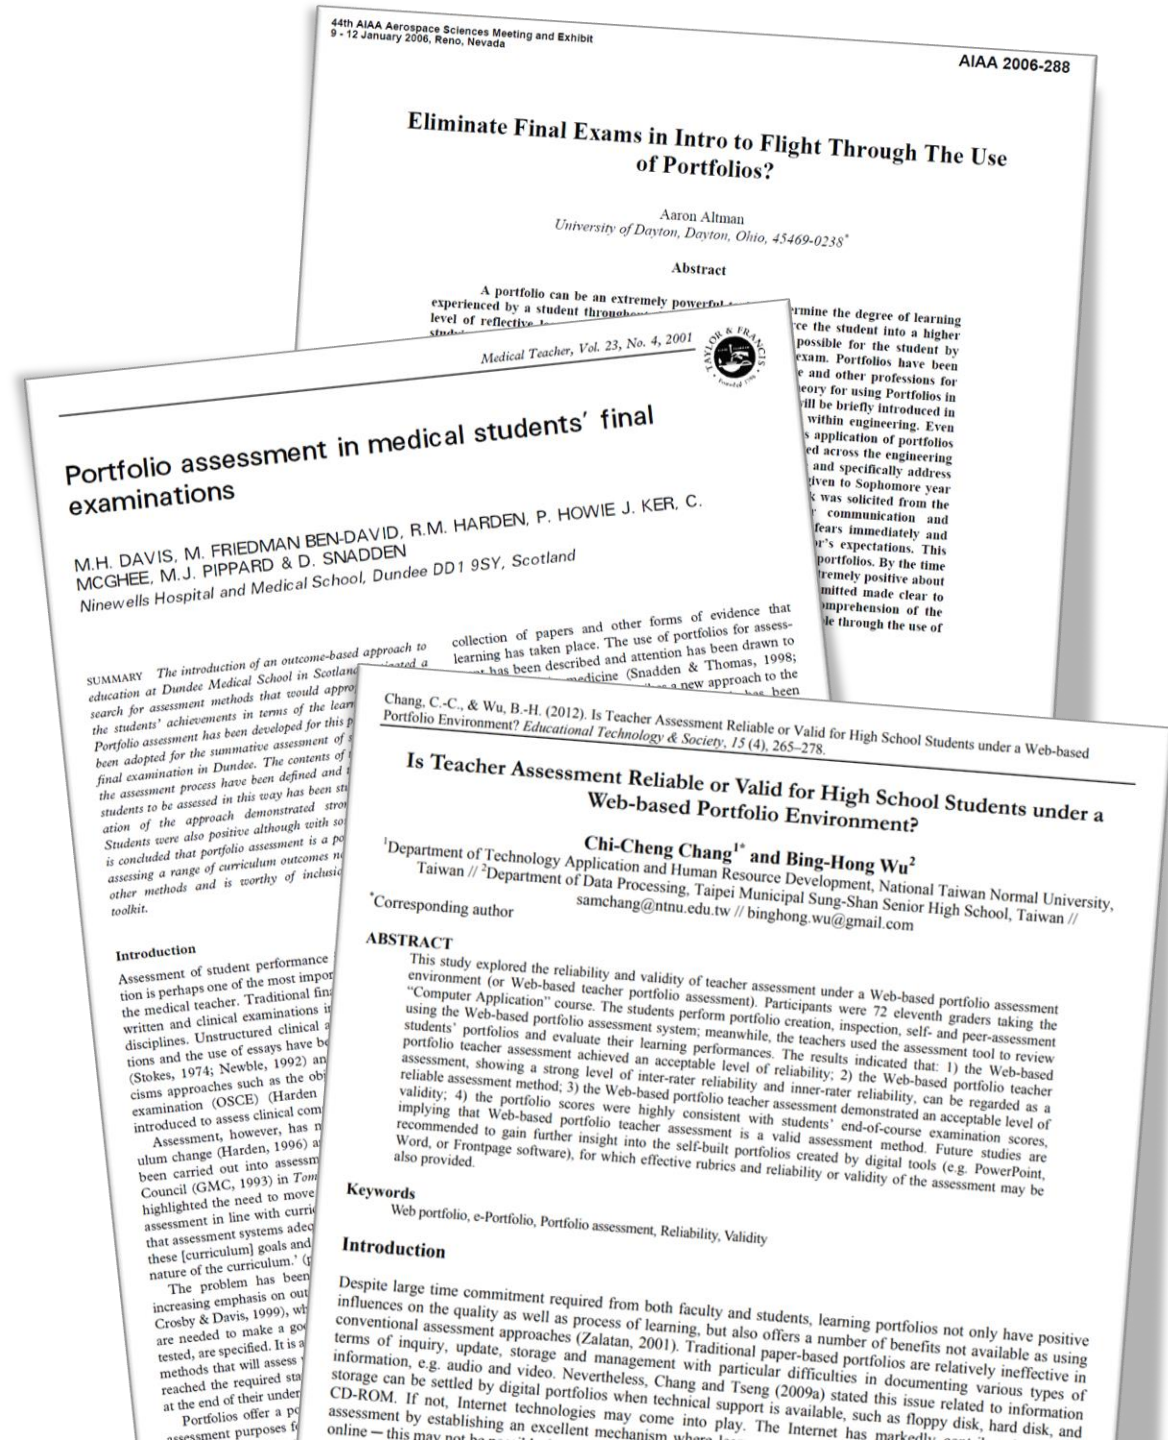 44th AIAA Aerospace Sciences Meeting and Exhibit
9 - 12 January 2006, Reno, Nevada
AIAA 2006-288
Eliminate Final Exams in Intro to Flight Through The Use
of Portfolios?
Aaron Altman
University of Dayton, Dayton, Ohio, 45469-0238*
Abstract
A portfolio can be an extremely powerful
ermine the degree of learning
experienced by a student throughout
ce the student into a higher
level of reflective
possible for the student by
exam. Portfolios have been
e and other professions for
eory for using Portfolios in
ill be briefly introduced in
within engineering. Even
s application of portfolios
ed across the engineering
and specifically address
given to Sophomore year
k was solicited from the
communication and
fears immediately and
or's expectations. This
portfolios. By the time
tremely positive about
mitted made clear to
omprehension of the
le through the use of
Medical Teacher, Vol. 23, No. 4, 2001
TAYLOR & FRANCIS
Portfolio assessment in medical students' final
examinations
M.H. DAVIS, M. FRIEDMAN BEN-DAVID, R.M. HARDEN, P. HOWIE J. KER, C.
MCGHEE, M.J. PIPPARD & D. SNADDEN
Ninewells Hospital and Medical School, Dundee DD1 9SY, Scotland
SUMMARY The introduction of an outcome-based approach to
education at Dundee Medical School in Scotland
search for assessment methods that would appro
the students' achievements in terms of the lear
Portfolio assessment has been developed for this p
been adopted for the summative assessment of s
final examination in Dundee. The contents of t
the assessment process have been defined and t
students to be assessed in this way has been st
ation of the approach demonstrated stro
Students were also positive although with so
is concluded that portfolio assessment is a po
assessing a range of curriculum outcomes n
other methods and is worthy of inclusi
toolkit.
Introduction
Assessment of student performance
tion is perhaps one of the most impor
the medical teacher. Traditional fina
written and clinical examinations i
disciplines. Unstructured clinical a
tions and the use of essays have be
(Stokes, 1974; Newble, 1992) an
cisms approaches such as the obj
examination (OSCE) (Harden
introduced to assess clinical com
Assessment, however, has n
ulum change (Harden, 1996) a
been carried out into assessm
Council (GMC, 1993) in Tom
highlighted the need to move
assessment in line with curric
that assessment systems adeq
these [curriculum] goals and
nature of the curriculum.' (p
The problem has been
increasing emphasis on out
Crosby & Davis, 1999), wh
are needed to make a goo
tested, are specified. It is a
methods that will assess
reached the required sta
at the end of their under
Portfolios offer a po
assessment purposes fo
collection of papers and other forms of evidence that
learning has taken place. The use of portfolios for assess-
has been described and attention has been drawn to
medicine (Snadden & Thomas, 1998;
a new approach to the
has been
Chang, C.-C., & Wu, B.-H. (2012). Is Teacher Assessment Reliable or Valid for High School Students under a Web-based
Portfolio Environment? Educational Technology & Society, 15 (4), 265–278.
Is Teacher Assessment Reliable or Valid for High School Students under a
Web-based Portfolio Environment?
Chi-Cheng Chang1* and Bing-Hong Wu2
1Department of Technology Application and Human Resource Development, National Taiwan Normal University,
Taiwan // 2Department of Data Processing, Taipei Municipal Sung-Shan Senior High School, Taiwan //
samchang@ntnu.edu.tw // binghong.wu@gmail.com
*Corresponding author
ABSTRACT
This study explored the reliability and validity of teacher assessment under a Web-based portfolio assessment
environment (or Web-based teacher portfolio assessment). Participants were 72 eleventh graders taking the
“Computer Application” course. The students perform portfolio creation, inspection, self- and peer-assessment
using the Web-based portfolio assessment system; meanwhile, the teachers used the assessment tool to review
students’ portfolios and evaluate their learning performances. The results indicated that: 1) the Web-based
portfolio teacher assessment achieved an acceptable level of reliability; 2) the Web-based portfolio teacher
assessment, showing a strong level of inter-rater reliability and inner-rater reliability, can be regarded as a
reliable assessment method; 3) the Web-based portfolio teacher assessment demonstrated an acceptable level of
validity; 4) the portfolio scores were highly consistent with students’ end-of-course examination scores,
implying that Web-based portfolio teacher assessment is a valid assessment method. Future studies are
recommended to gain further insight into the self-built portfolios created by digital tools (e.g. PowerPoint,
Word, or Frontpage software), for which effective rubrics and reliability or validity of the assessment may be
also provided.
Keywords
Web portfolio, e-Portfolio, Portfolio assessment, Reliability, Validity
Introduction
Despite large time commitment required from both faculty and students, learning portfolios not only have positive
influences on the quality as well as process of learning, but also offers a number of benefits not available as using
conventional assessment approaches (Zalatan, 2001). Traditional paper-based portfolios are relatively ineffective in
terms of inquiry, update, storage and management with particular difficulties in documenting various types of
information, e.g. audio and video. Nevertheless, Chang and Tseng (2009a) stated this issue related to information
storage can be settled by digital portfolios when technical support is available, such as floppy disk, hard disk, and
CD-ROM. If not, Internet technologies may come into play. The Internet has markedly
assessment by establishing an excellent mechanism where
online — this may not be